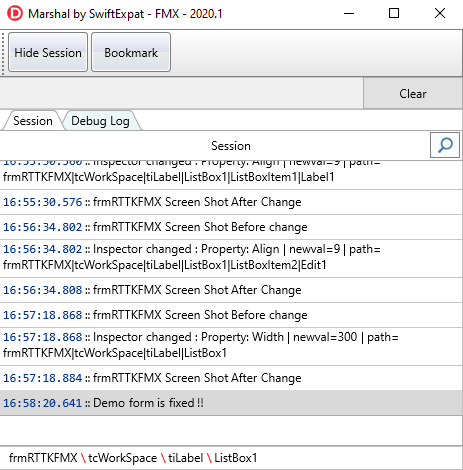 Marshal by SwiftExpat - FMX - 2020.1
Hide Session
Bookmark
Clear
Session
Debug Log
Session
16:55:30.560 :: Inspector changed : Property: Align | newval=9 | path=
frmRTTKFMX|tcWorkSpace|tiLabel|ListBox1|ListBoxItem1|Label1
16:55:30.576 :: frmRTTKFMX Screen Shot After Change
16:56:34.802 :: frmRTTKFMX Screen Shot Before change
16:56:34.802 :: Inspector changed : Property: Align | newval=9 | path=
frmRTTKFMX|tcWorkSpace|tiLabel|ListBox1|ListBoxItem2|Edit1
16:56:34.808 :: frmRTTKFMX Screen Shot After Change
16:57:18.868 :: frmRTTKFMX Screen Shot Before change
16:57:18.868 :: Inspector changed : Property: Width | newval=300 | path=
frmRTTKFMX|tcWorkSpace|tiLabel|ListBox1
16:57:18.884 :: frmRTTKFMX Screen Shot After Change
16:58:20.641 :: Demo form is fixed !!
frmRTTKFMX \ tcWorkSpace \ tiLabel \ ListBox1